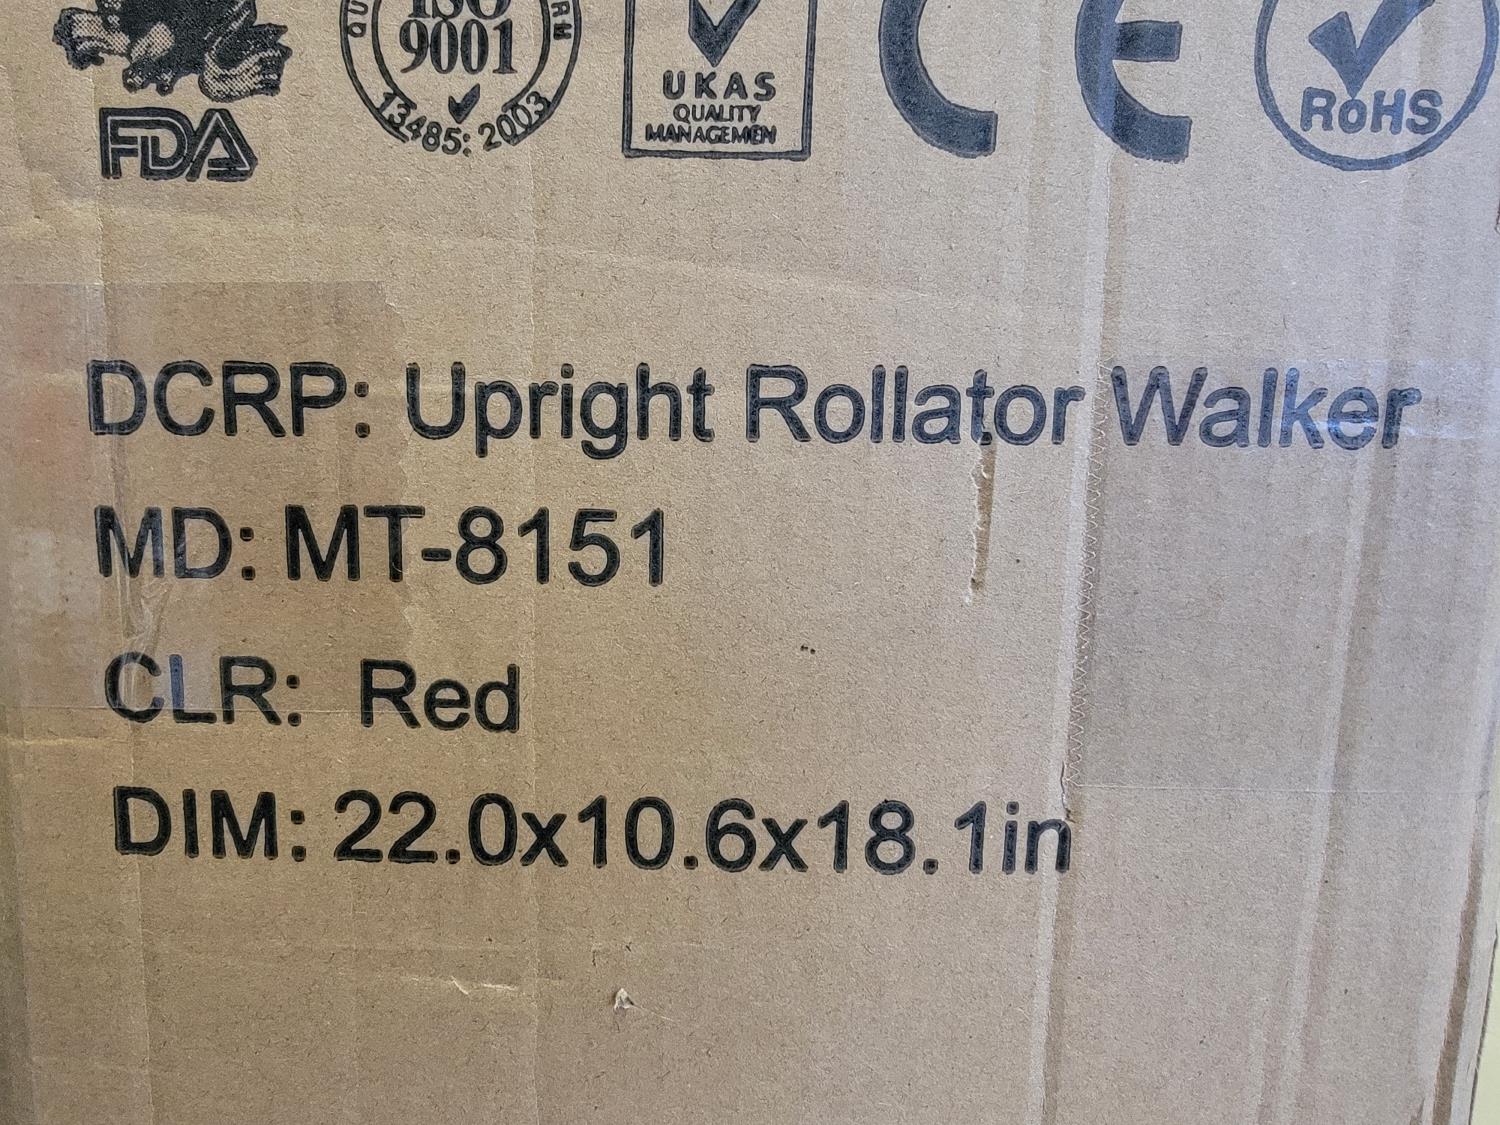 ISO
9001
13485: 2003
UKAS
QUALITY
MANAGEMEN
CE
RoHS
FDA
DCRP: Upright Rollator Walker
MD: MT-8151
CLR: Red
DIM: 22.0x10.6x18.1in